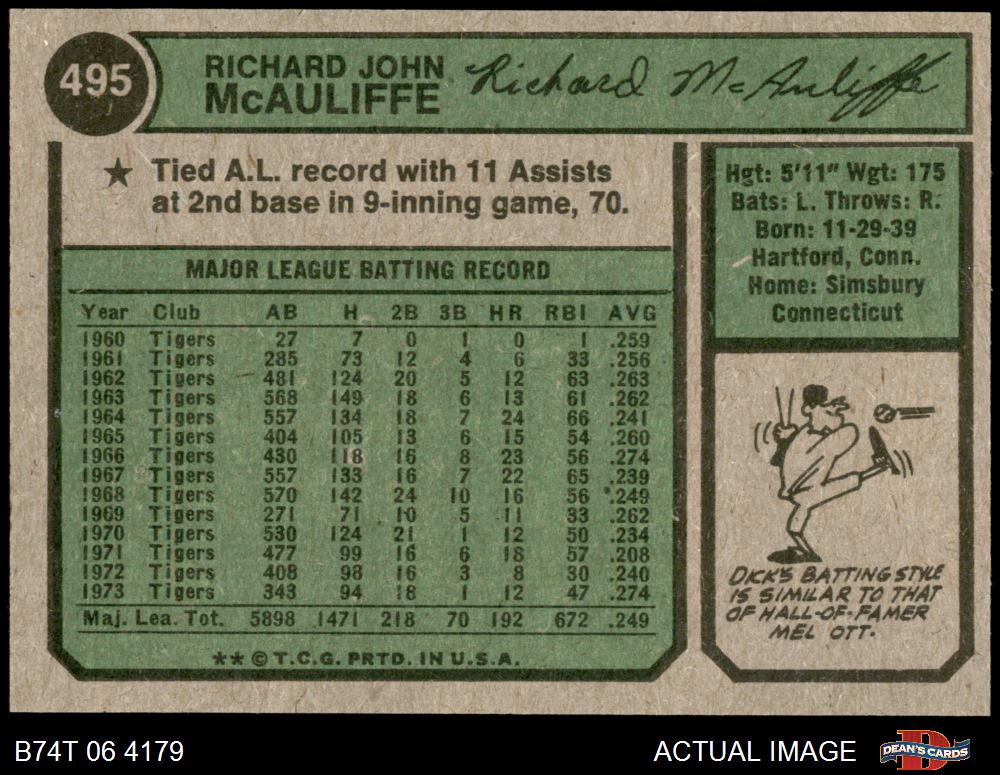 495
RICHARD JOHN
McAULIFFE
Richard McAuliffe
★ Tied A.L. record with 11 Assists
at 2nd base in 9-inning game, 70.
MAJOR LEAGUE BATTING RECORD
Year Club AB H 2B 3B HR RBI AVG
1960 Tigers 27 7 0 1 0 1 .259
1961 Tigers 285 73 12 4 6 33 .256
1962 Tigers 481 124 20 5 12 63 .263
1963 Tigers 568 149 18 6 13 61 .262
1964 Tigers 557 134 18 7 24 66 .241
1965 Tigers 404 105 13 6 15 54 .260
1966 Tigers 430 118 16 8 23 56 .274
1967 Tigers 557 133 16 7 22 65 .239
1968 Tigers 570 142 24 10 16 56 .249
1969 Tigers 271 71 10 5 11 33 .262
1970 Tigers 530 124 21 1 12 50 .234
1971 Tigers 477 99 16 6 18 57 .208
1972 Tigers 408 98 16 3 8 30 .240
1973 Tigers 343 94 18 1 12 47 .274
Maj. Lea. Tot. 5898 1471 218 70 192 672 .249
** © T.C.G. PRTD. IN U.S.A.
Hgt: 5'11" Wgt: 175
Bats: L. Throws: R.
Born: 11-29-39
Hartford, Conn.
Home: Simsbury
Connecticut
DICK'S BATTING STYLE
IS SIMILAR TO THAT
OF HALL-OF-FAMER
MEL OTT.
B74T 06 4179
ACTUAL IMAGE
DEAN'S CARDS